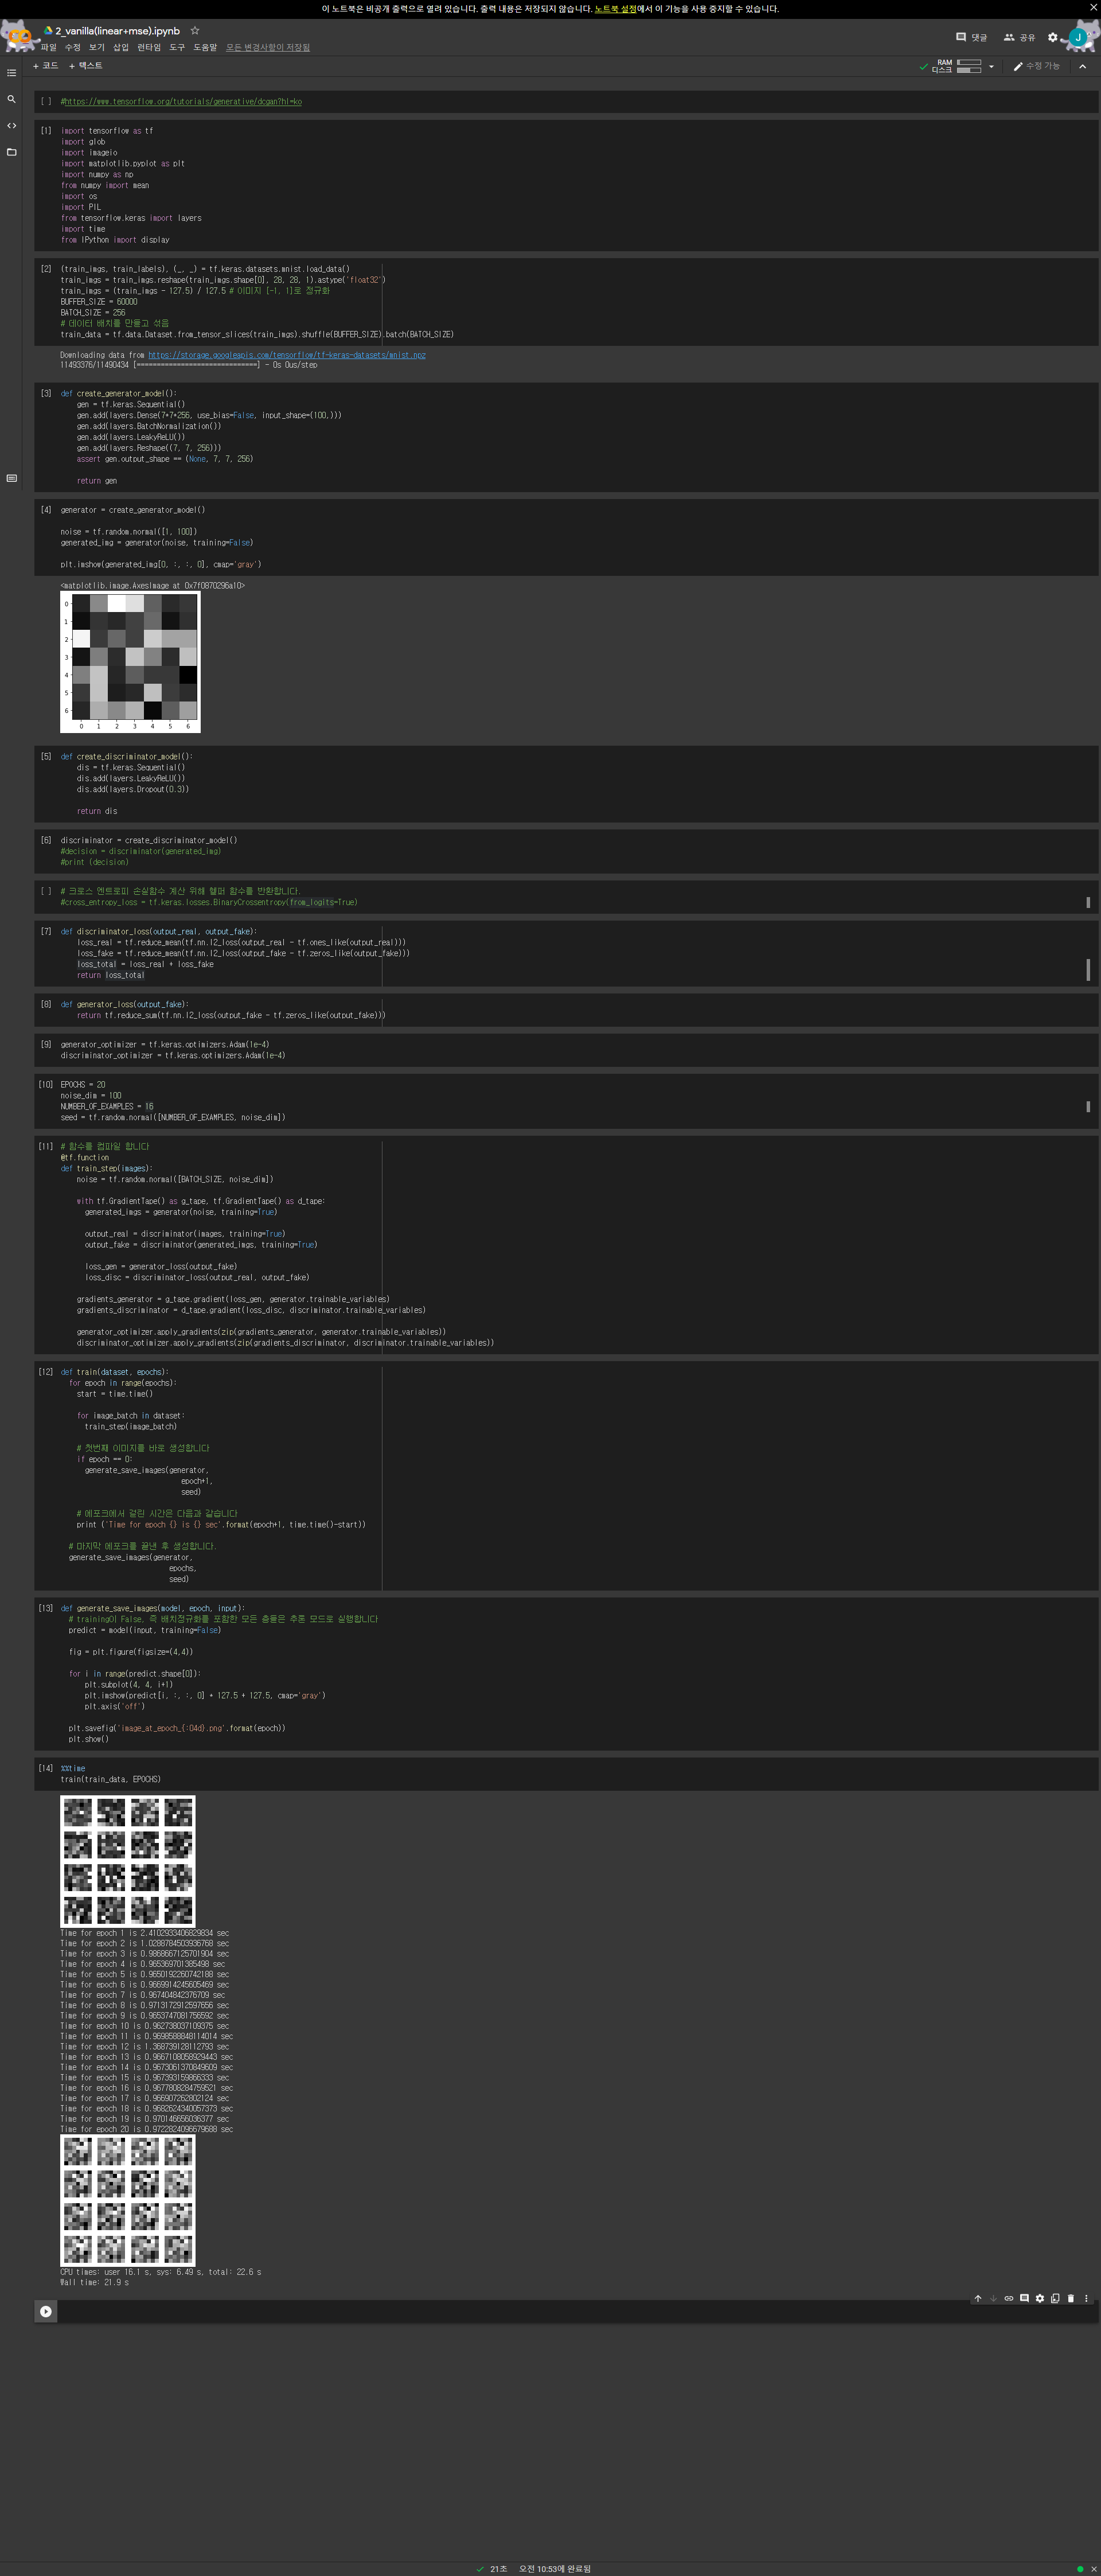 이 노트북은 비공개 출력으로 열려 있습니다. 출력 내용은 저장되지 않습니다. 노트북 설정에서 이 기능을 사용 중지할 수 있습니다.
2_vanilla(linear+mse).ipynb
댓글 공유 J
파일 수정 보기 삽입 런타임 도구 도움말 모든 변경사항이 저장됨
+ 코드 + 텍스트
RAM
디스크
수정 가능
[ ] #https://www.tensorflow.org/tutorials/generative/dcgan?hl=ko
[1] import tensorflow as tf
import glob
import imageio
import matplotlib.pyplot as plt
import numpy as np
from numpy import mean
import os
import PIL
from tensorflow.keras import layers
import time
from IPython import display
[2] (train_imgs, train_labels), (_, _) = tf.keras.datasets.mnist.load_data()
train_imgs = train_imgs.reshape(train_imgs.shape[0], 28, 28, 1).astype('float32')
train_imgs = (train_imgs - 127.5) / 127.5 # 이미지 [-1, 1]로 정규화
BUFFER_SIZE = 60000
BATCH_SIZE = 256
# 데이터 배치를 만들고 섞음
train_data = tf.data.Dataset.from_tensor_slices(train_imgs).shuffle(BUFFER_SIZE).batch(BATCH_SIZE)
Downloading data from https://storage.googleapis.com/tensorflow/tf-keras-datasets/mnist.npz
11493376/11490434 [==============================] - 0s 0us/step
[3] def create_generator_model():
gen = tf.keras.Sequential()
gen.add(layers.Dense(7*7*256, use_bias=False, input_shape=(100,)))
gen.add(layers.BatchNormalization())
gen.add(layers.LeakyReLU())
gen.add(layers.Reshape((7, 7, 256)))
assert gen.output_shape == (None, 7, 7, 256)
return gen
[4] generator = create_generator_model()
noise = tf.random.normal([1, 100])
generated_img = generator(noise, training=False)
plt.imshow(generated_img[0, :, :, 0], cmap='gray')
<matplotlib.image.AxesImage at 0x7f0870296a10>
0
1
2
3
4
5
6
0 1 2 3 4 5 6
[5] def create_discriminator_model():
dis = tf.keras.Sequential()
dis.add(layers.LeakyReLU())
dis.add(layers.Dropout(0.3))
return dis
[6] discriminator = create_discriminator_model()
#decision = discriminator(generated_img)
#print (decision)
[ ] # 크로스 엔트로피 손실함수 계산 위해 헬퍼 함수를 반환합니다.
#cross_entropy_loss = tf.keras.losses.BinaryCrossentropy(from_logits=True)
[7] def discriminator_loss(output_real, output_fake):
loss_real = tf.reduce_mean(tf.nn.l2_loss(output_real - tf.ones_like(output_real)))
loss_fake = tf.reduce_mean(tf.nn.l2_loss(output_fake - tf.zeros_like(output_fake)))
loss_total = loss_real + loss_fake
return loss_total
[8] def generator_loss(output_fake):
return tf.reduce_sum(tf.nn.l2_loss(output_fake - tf.zeros_like(output_fake)))
[9] generator_optimizer = tf.keras.optimizers.Adam(1e-4)
discriminator_optimizer = tf.keras.optimizers.Adam(1e-4)
[10] EPOCHS = 20
noise_dim = 100
NUMBER_OF_EXAMPLES = 16
seed = tf.random.normal([NUMBER_OF_EXAMPLES, noise_dim])
[11] # 함수를 컴파일 합니다
@tf.function
def train_step(images):
noise = tf.random.normal([BATCH_SIZE, noise_dim])
with tf.GradientTape() as g_tape, tf.GradientTape() as d_tape:
generated_imgs = generator(noise, training=True)
output_real = discriminator(images, training=True)
output_fake = discriminator(generated_imgs, training=True)
loss_gen = generator_loss(output_fake)
loss_disc = discriminator_loss(output_real, output_fake)
gradients_generator = g_tape.gradient(loss_gen, generator.trainable_variables)
gradients_discriminator = d_tape.gradient(loss_disc, discriminator.trainable_variables)
generator_optimizer.apply_gradients(zip(gradients_generator, generator.trainable_variables))
discriminator_optimizer.apply_gradients(zip(gradients_discriminator, discriminator.trainable_variables))
[12] def train(dataset, epochs):
for epoch in range(epochs):
start = time.time()
for image_batch in dataset:
train_step(image_batch)
# 첫번째 이미지를 바로 생성합니다
if epoch == 0:
generate_save_images(generator,
epoch+1,
seed)
# 에포크에서 걸린 시간은 다음과 같습니다
print ('Time for epoch {} is {} sec'.format(epoch+1, time.time()-start))
# 마지막 에포크를 끝낸 후 생성합니다.
generate_save_images(generator,
epochs,
seed)
[13] def generate_save_images(model, epoch, input):
# training이 False, 즉 배치정규화를 포함한 모든 층들은 추론 모드로 실행합니다
predict = model(input, training=False)
fig = plt.figure(figsize=(4,4))
for i in range(predict.shape[0]):
plt.subplot(4, 4, i+1)
plt.imshow(predict[i, :, :, 0] * 127.5 + 127.5, cmap='gray')
plt.axis('off')
plt.savefig('image_at_epoch_{:04d}.png'.format(epoch))
plt.show()
[14] %%time
train(train_data, EPOCHS)
Time for epoch 1 is 2.4102933406829834 sec
Time for epoch 2 is 1.0288784503936768 sec
Time for epoch 3 is 0.9868667125701904 sec
Time for epoch 4 is 0.965369701385498 sec
Time for epoch 5 is 0.9650192260742188 sec
Time for epoch 6 is 0.9669914245605469 sec
Time for epoch 7 is 0.967404842376709 sec
Time for epoch 8 is 0.9713172912597656 sec
Time for epoch 9 is 0.9653747081756592 sec
Time for epoch 10 is 0.962738037109375 sec
Time for epoch 11 is 0.9698588848114014 sec
Time for epoch 12 is 1.368739128112793 sec
Time for epoch 13 is 0.9667108058929443 sec
Time for epoch 14 is 0.9673061370849609 sec
Time for epoch 15 is 0.967393159866333 sec
Time for epoch 16 is 0.9677808284759521 sec
Time for epoch 17 is 0.966907262802124 sec
Time for epoch 18 is 0.9682624340057373 sec
Time for epoch 19 is 0.970146656036377 sec
Time for epoch 20 is 0.9722824096679688 sec
CPU times: user 16.1 s, sys: 6.49 s, total: 22.6 s
Wall time: 21.9 s
21초 오전 10:53에 완료됨